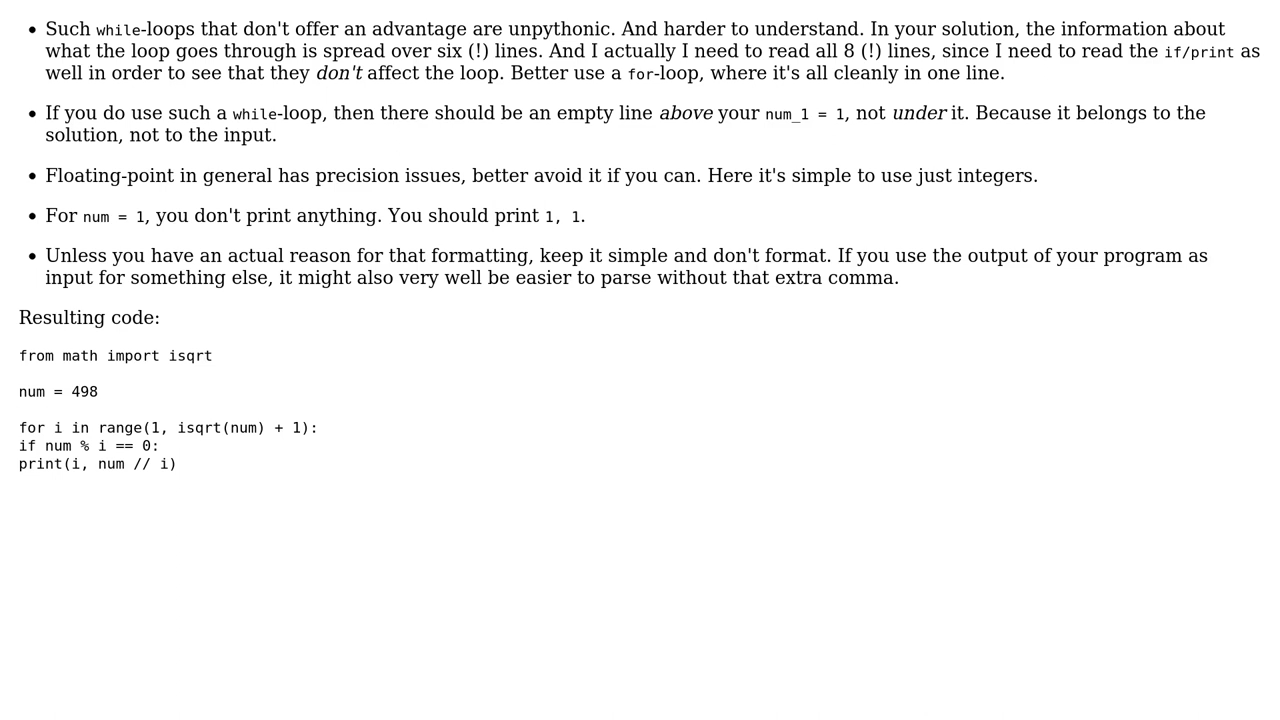 Such while-loops that don't offer an advantage are unpythonic. And harder to understand. In your solution, the information about
what the loop goes through is spread over six (!) lines. And I actually I need to read all 8 (!) lines, since I need to read the if/print as
well in order to see that they don't affect the loop. Better use a for-loop, where it's all cleanly in one line.
If you do use such a while-loop, then there should be an empty line above your num_1 = 1, not under it. Because it belongs to the
solution, not to the input.
Floating-point in general has precision issues, better avoid it if you can. Here it's simple to use just integers.
For num = 1, you don't print anything. You should print 1, 1.
Unless you have an actual reason for that formatting, keep it simple and don't format. If you use the output of your program as
input for something else, it might also very well be easier to parse without that extra comma.
Resulting code:
from math import isqrt
num = 498
for i in range(1, isqrt(num) + 1):
if num % i == 0:
print(i, num // i)